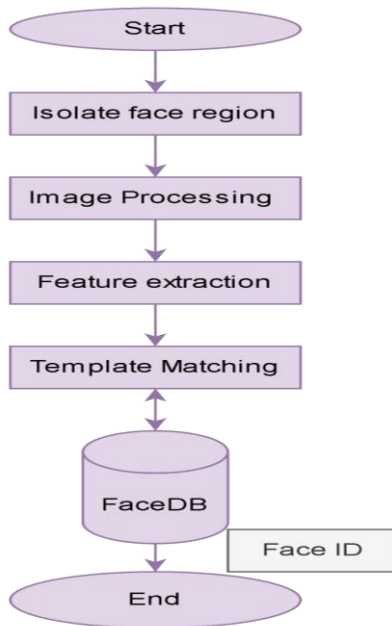 Start
Isolate face region
Image Processing
Feature extraction
Template Matching
FaceDB
Face ID
End